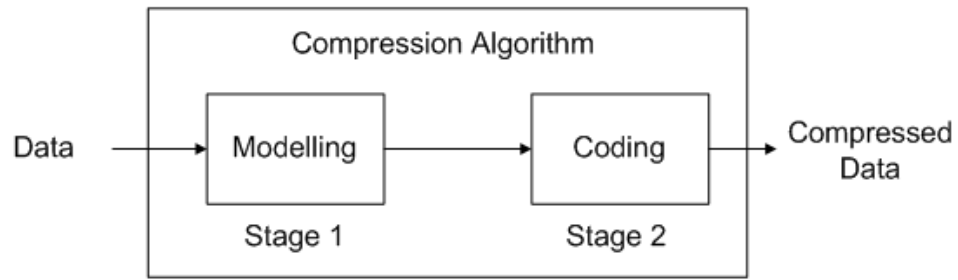 Compression Algorithm
Data
Modelling
Coding
Compressed
Data
Stage 1
Stage 2